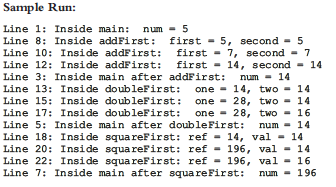 Sample Run:
Line 1: Inside main:  num = 5
Line 8: Inside addFirst:  first = 5, second = 5
Line 10: Inside addFirst:  first = 7, second = 7
Line 12: Inside addFirst:  first = 14, second = 14
Line 3: Inside main after addFirst:  num = 14
Line 13: Inside doubleFirst:  one = 14, two = 14
Line 15: Inside doubleFirst:  one = 28, two = 14
Line 17: Inside doubleFirst:  one = 28, two = 16
Line 5: Inside main after doubleFirst:  num = 14
Line 18: Inside squareFirst: ref = 14, val = 14
Line 20: Inside squareFirst: ref = 196, val = 14
Line 22: Inside squareFirst: ref = 196, val = 16
Line 7: Inside main after squareFirst:  num = 196